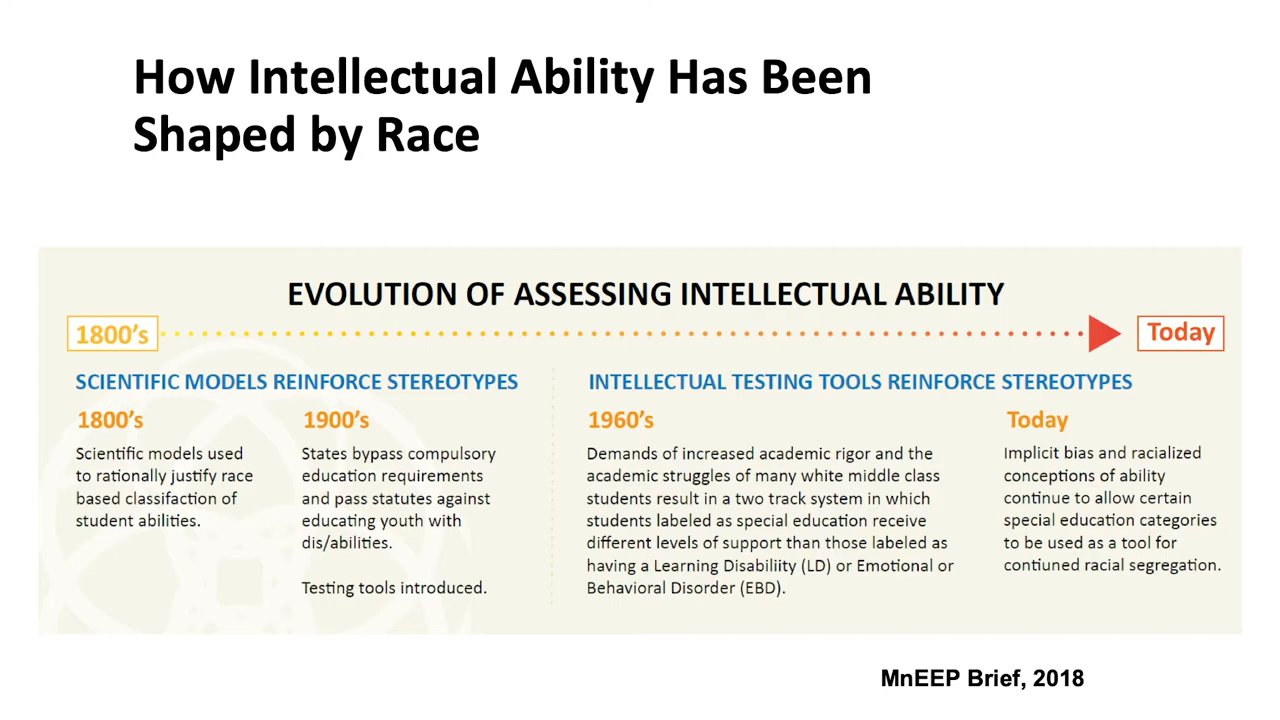 How Intellectual Ability Has Been
Shaped by Race
EVOLUTION OF ASSESSING INTELLECTUAL ABILITY
1800's
Today
SCIENTIFIC MODELS REINFORCE STEREOTYPES
1800's
Scientific models used
to rationally justify race
based classifaction of
student abilities.
1900's
States bypass compulsory
education requirements
and pass statutes against
educating youth with
dis/abilities.
Testing tools introduced.
INTELLECTUAL TESTING TOOLS REINFORCE STEREOTYPES
1960's
Demands of increased academic rigor and the
academic struggles of many white middle class
students result in a two track system in which
students labeled as special education receive
different levels of support than those labeled as
having a Learning Disabiliity (LD) or Emotional or
Behavioral Disorder (EBD).
Today
Implicit bias and racialized
conceptions of ability
continue to allow certain
special education categories
to be used as a tool for
contiuned racial segregation.
MnEEP Brief, 2018